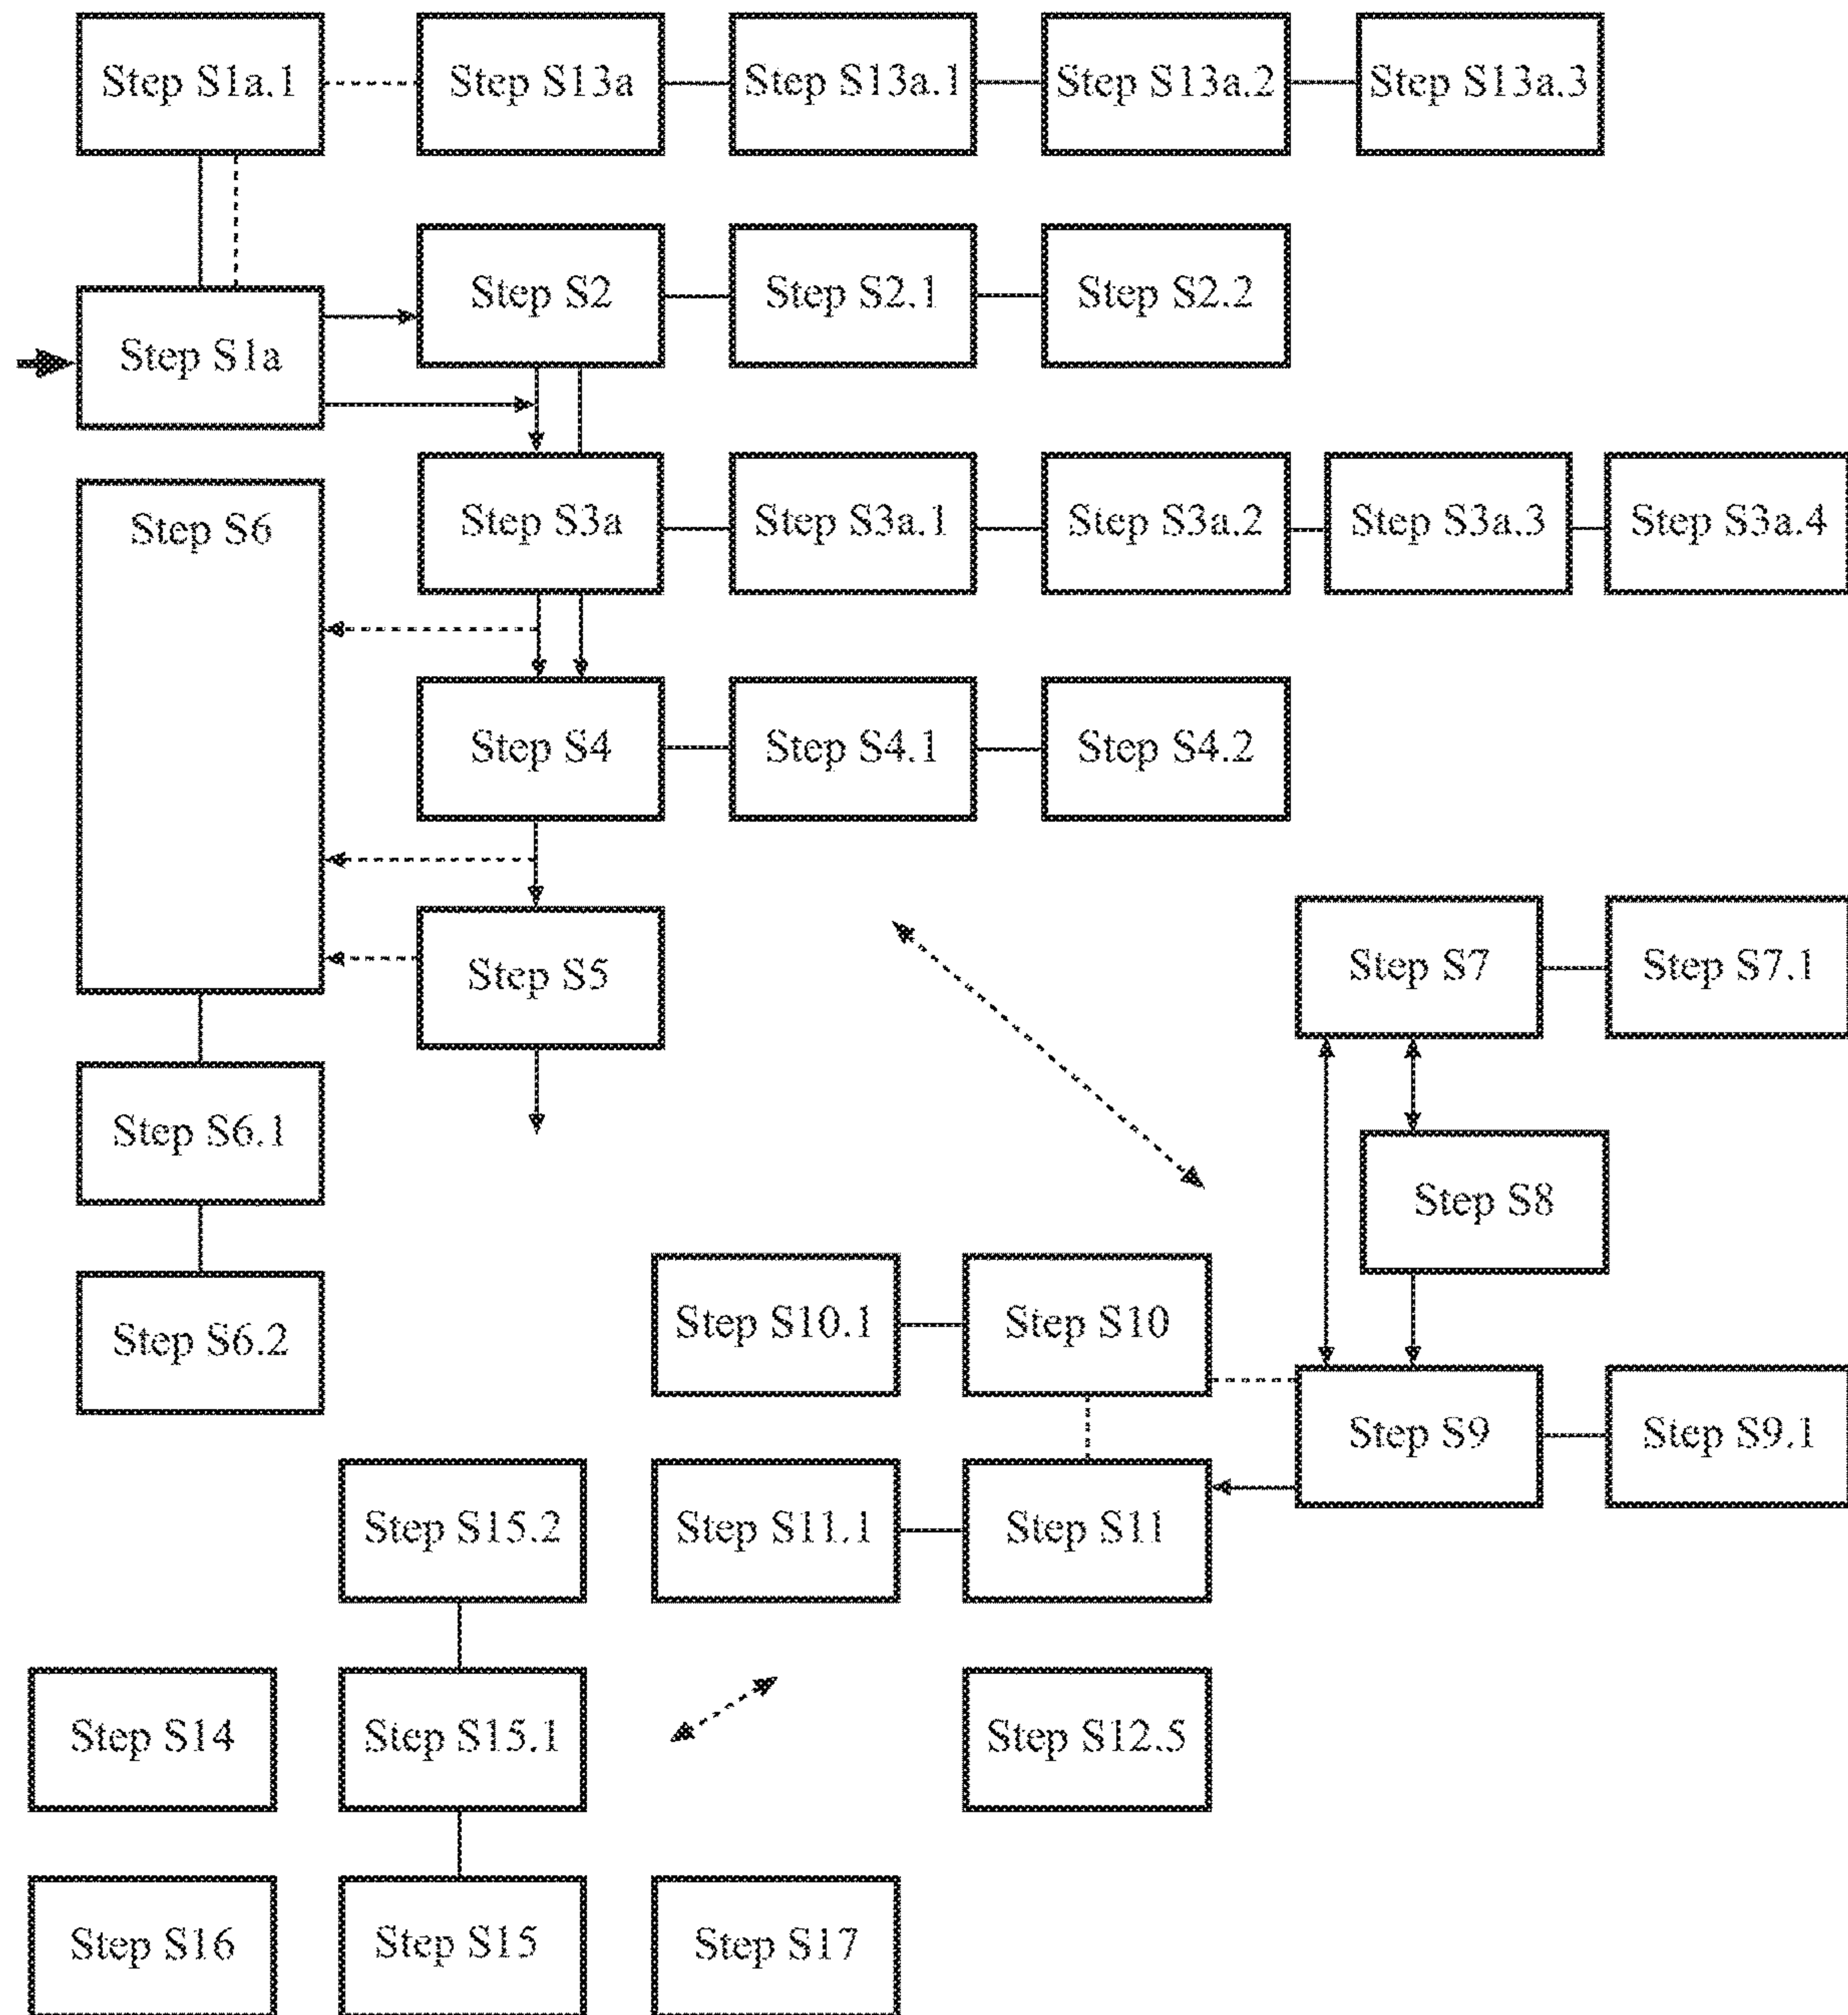 Step S1a.1
Step S13a
Step S13a.1
Step S13a.2
Step S13a.3
Step S2
Step S2.1
Step S2.2
Step S1a
Step S6
Step S3a
Step S3a.1
Step S3a.2
Step S3a.3
Step S3a.4
Step S4
Step S4.1
Step S4.2
Step S5
Step S7
Step S7.1
Step S6.1
Step S8
Step S6.2
Step S10.1
Step S10
Step S9
Step S9.1
Step S15.2
Step S11.1
Step S11
Step S14
Step S15.1
Step S12.5
Step S16
Step S15
Step S17